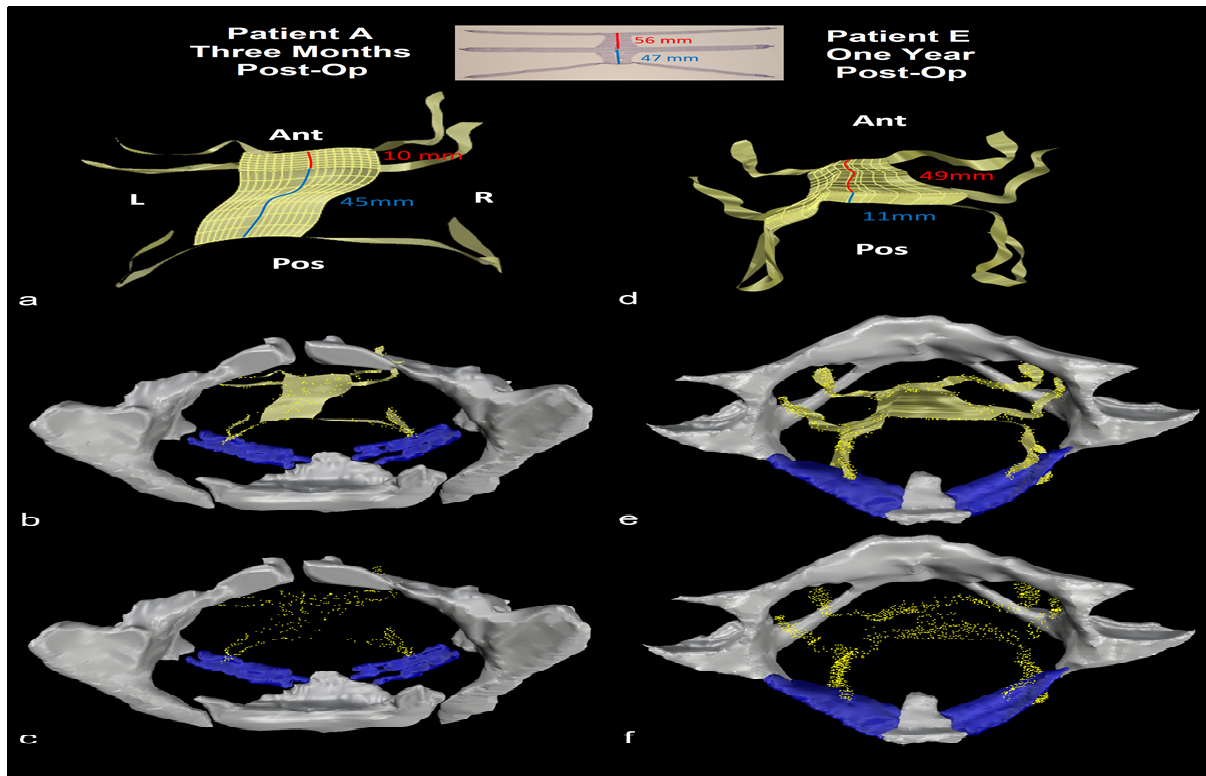 Patient A
Three Months
Post-Op
56 mm
47 mm
Patient E
One Year
Post-Op
Ant
10 mm
L
45mm
R
Pos
a
Ant
49mm
11mm
Pos
d
b
e
c
f